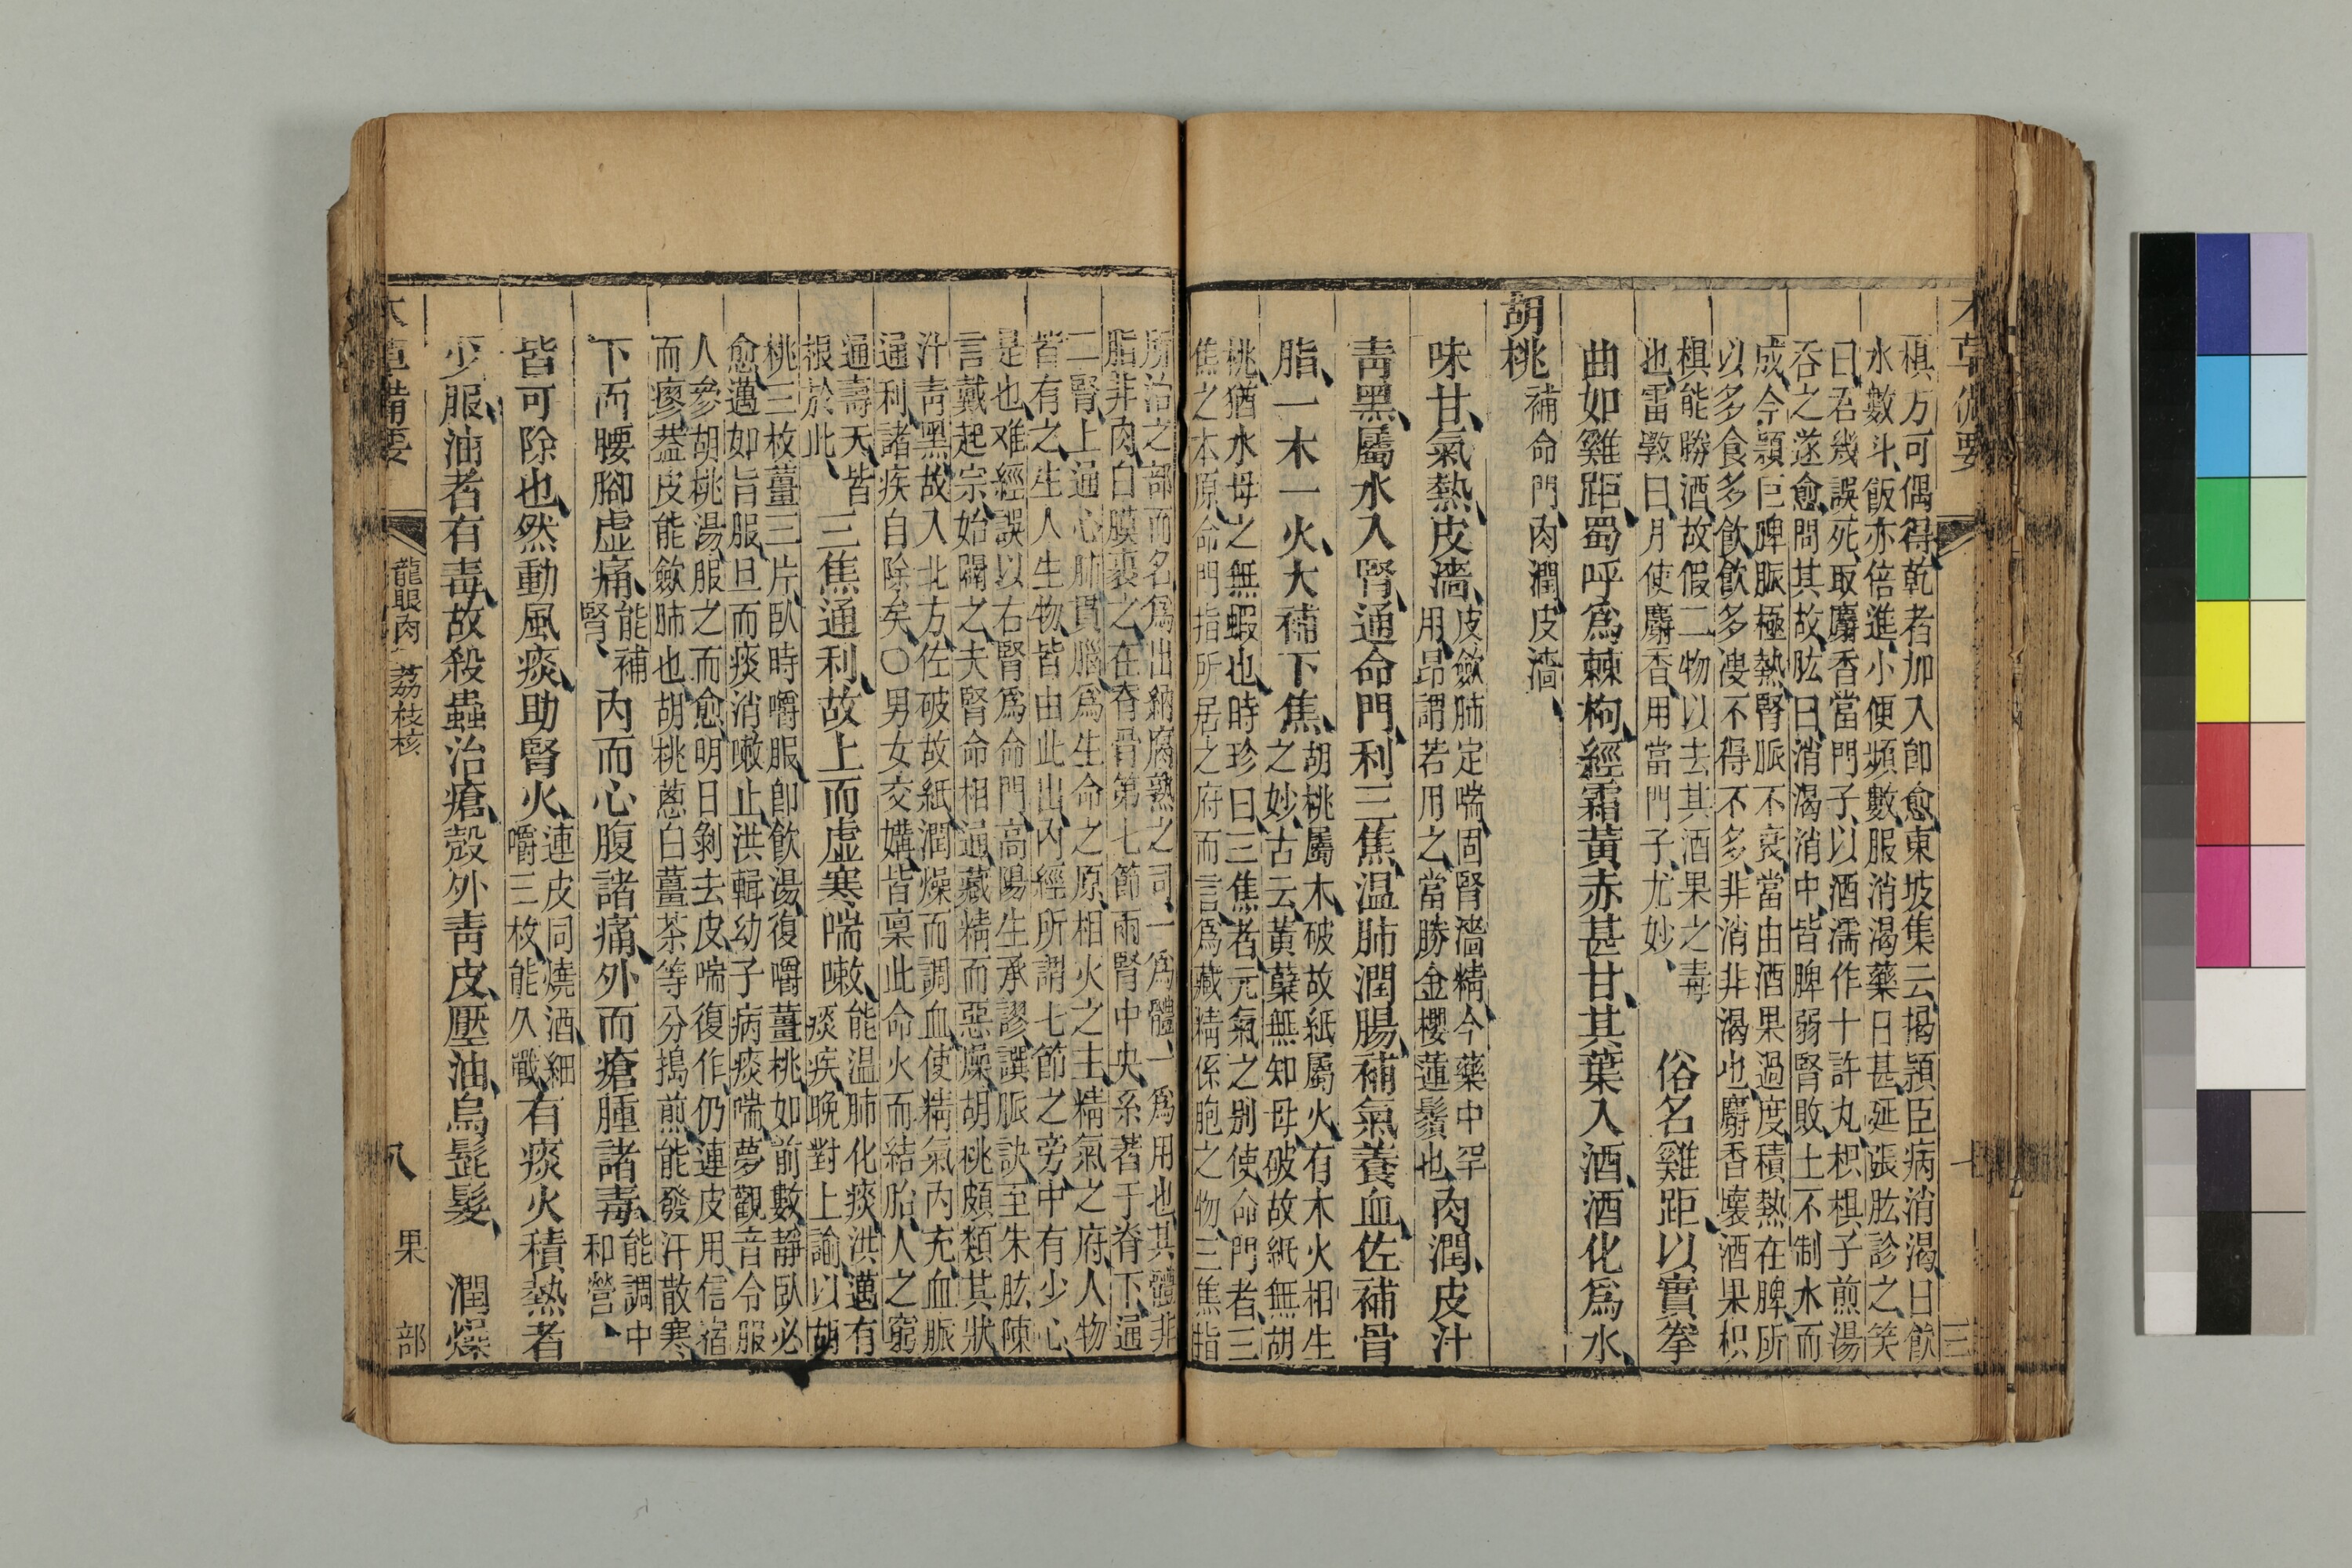 本草備要
三
棋方可偶得乾者加入卽愈東坡集云揭頴臣病消渴日飮
水數斗飯亦倍進小便頻數服消渴藥日甚延張肱診之笑
曰君幾誤死取麝香當門子以酒濡作十許丸枳椇子煎湯
吞之遂愈問其故肱曰消渴消中皆脾弱腎敗土不制水而
成今頴臣脾脈極熱腎脈不衰當由酒果過度積熱在脾所
以多食多飮飮多溲不得不多非消非渴也麝香壞酒果枳
椇能勝酒故假二物以去其酒果之毒
也雷斆曰月使麝香用當門子尤妙
俗名雞距以實拳
曲如雞距蜀呼爲棘枸經霜黃赤甚甘其葉入酒酒化爲水
胡桃補命門肉潤皮濇
味甘氣熱皮濇
皮斂肺定喘固腎濇精今藥中罕
用昂謂若用之當勝金櫻蓮鬚也
肉潤皮汁
靑黑屬水入腎通命門利三焦溫肺潤腸補氣養血佐補骨
脂一木一火大補下焦
胡桃屬木破故紙屬火有木火相生
之妙古云黃蘗無知母破故紙無胡
桃猶水母之無蝦也時珍曰三焦者元氣之別使命門者三
焦之本原命門指所居之府而言爲藏精係胞之物三焦指
所治之部而名爲出納腐熟之司一爲體一爲用也其體非
脂非肉白膜裹之在脊骨第七節兩腎中央系著于脊下通
二腎上通心肺貫腦爲生命之原相火之主精氣之府人物
皆有之生人生物皆由此出內經所謂七節之旁中有少心
是也难經誤以右腎爲命門高陽生承謬譔脈訣至朱肱陳
言戴起宗始闢之夫腎命相通藏精而惡燥胡桃頗類其狀
汁靑黑故入北方佐破故紙潤燥而調血使精氣內充血脈
通利諸疾自除矣○男女交媾皆稟此命火而結胎人之窮
通壽夭皆
根於此
三焦通利故上而虛寒喘嗽
能温肺化痰洪邁有
痰疾晚對上諭以胡
桃三枚薑三片臥時嚼服卽飮湯復嚼薑桃如前數靜臥必
愈邁如旨服旦而痰消嗽止洪輯幼子病痰喘夢觀音令服
人參胡桃湯服之而愈明日剝去皮喘復作仍連皮用信宿
而瘳葢皮能斂肺也胡桃蔥白薑茶等分搗煎能發汗散寒
下而腰腳虛痛
能補
腎
內而心腹諸痛外而瘡腫諸毒
能調中
和營
皆可除也然動風痰助腎火
連皮同燒酒細
嚼三枚能久戰
有痰火積熱者
少服油者有毒故殺蟲治瘡殼外靑皮壓油烏髭髮
潤燥
本草備要
龍眼肉 荔枝核
八
果
部